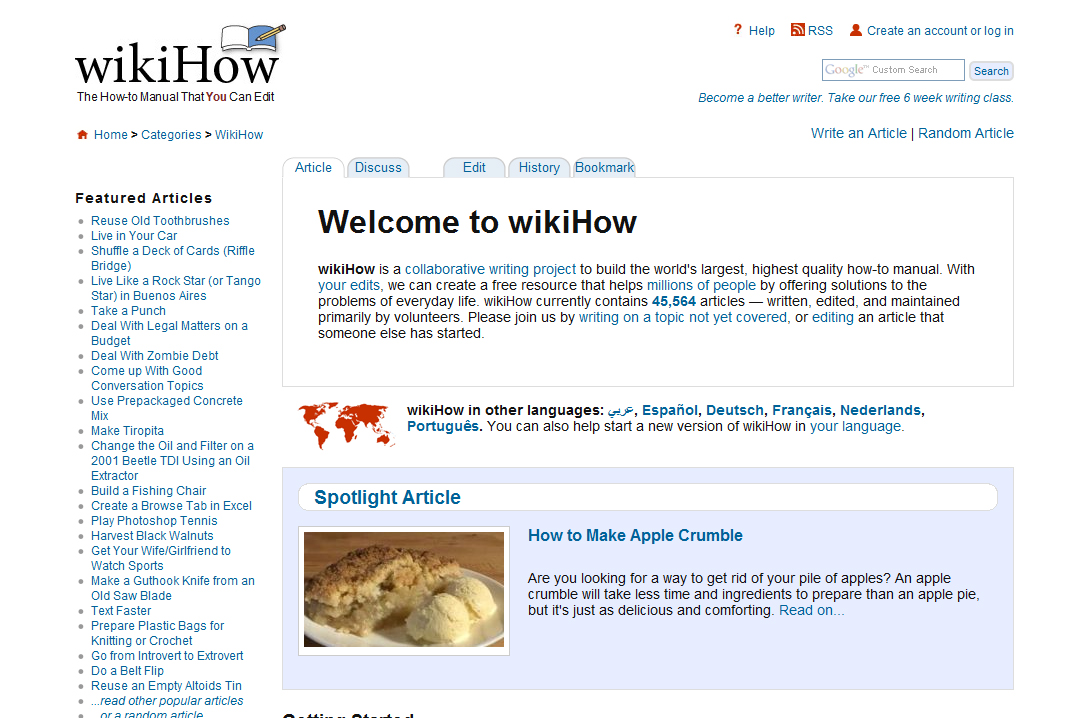 wikiHow
The How-to Manual That You Can Edit
? Help RSS Create an account or log in
Google™ Custom Search Search
Become a better writer. Take our free 6 week writing class.
Home > Categories > WikiHow
Write an Article | Random Article
Article Discuss Edit History Bookmark
Featured Articles
Reuse Old Toothbrushes
Live in Your Car
Shuffle a Deck of Cards (Riffle
Bridge)
Live Like a Rock Star (or Tango
Star) in Buenos Aires
Take a Punch
Deal With Legal Matters on a
Budget
Deal With Zombie Debt
Come up With Good
Conversation Topics
Use Prepackaged Concrete
Mix
Make Tiropita
Change the Oil and Filter on a
2001 Beetle TDI Using an Oil
Extractor
Build a Fishing Chair
Create a Browse Tab in Excel
Play Photoshop Tennis
Harvest Black Walnuts
Get Your Wife/Girlfriend to
Watch Sports
Make a Guthook Knife from an
Old Saw Blade
Text Faster
Prepare Plastic Bags for
Knitting or Crochet
Go from Introvert to Extrovert
Do a Belt Flip
Reuse an Empty Altoids Tin
...read other popular articles
...or a random article
Welcome to wikiHow
wikiHow is a collaborative writing project to build the world's largest, highest quality how-to manual. With
your edits, we can create a free resource that helps millions of people by offering solutions to the
problems of everyday life. wikiHow currently contains 45,564 articles — written, edited, and maintained
primarily by volunteers. Please join us by writing on a topic not yet covered, or editing an article that
someone else has started.
wikiHow in other languages: عربي, Español, Deutsch, Français, Nederlands,
Português. You can also help start a new version of wikiHow in your language.
Spotlight Article
How to Make Apple Crumble
Are you looking for a way to get rid of your pile of apples? An apple
crumble will take less time and ingredients to prepare than an apple pie,
but it's just as delicious and comforting. Read on...
Getting Started